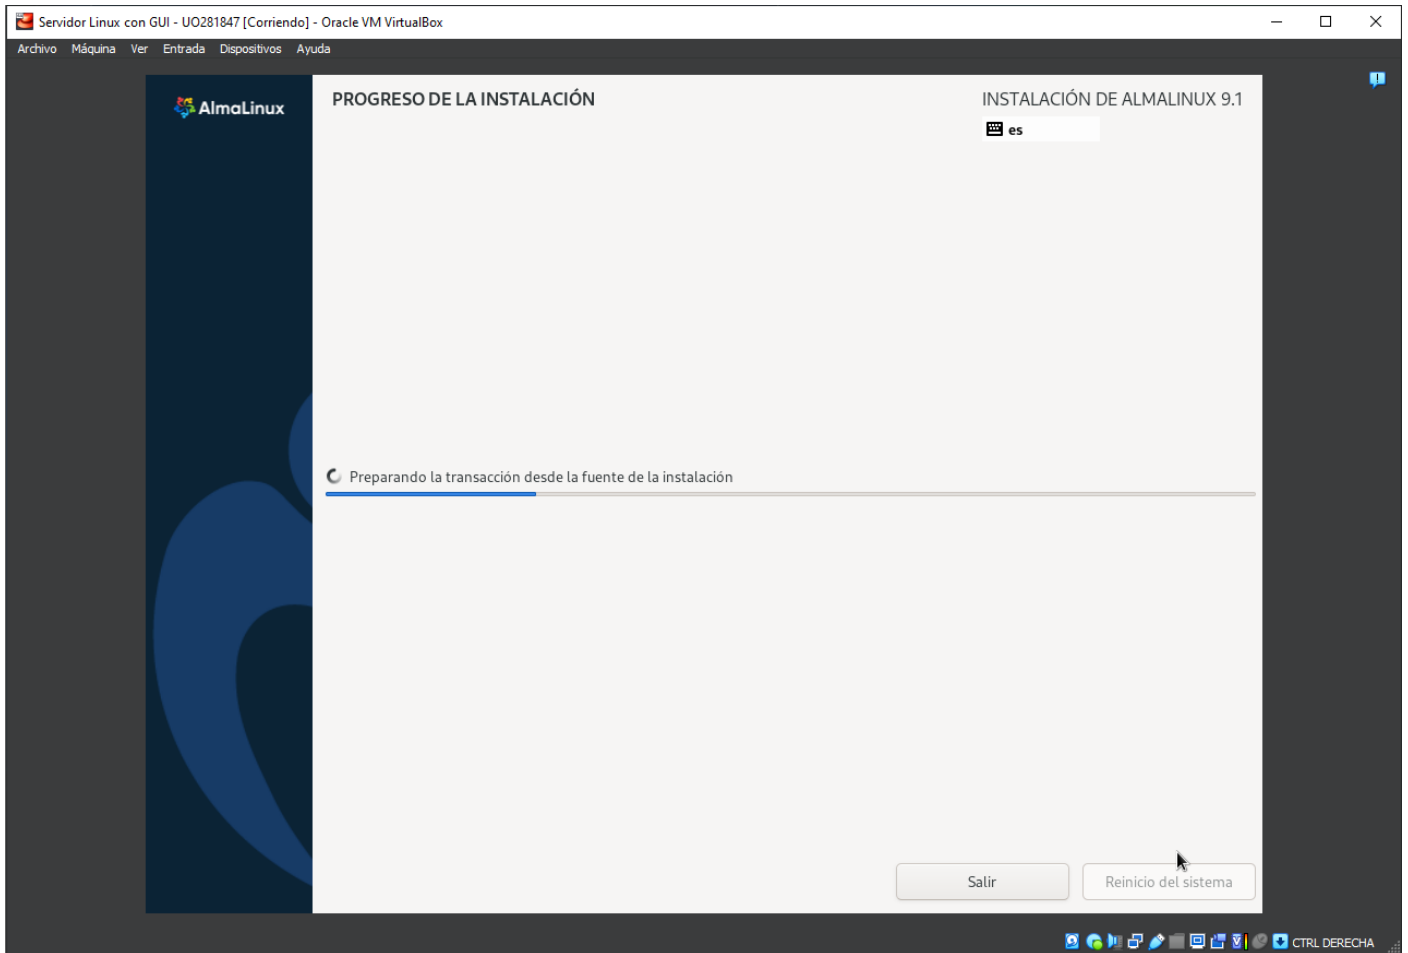 Servidor Linux con GUI - UO281847 [Corriendo] - Oracle VM VirtualBox
Archivo Máquina Ver Entrada Dispositivos Ayuda
AlmaLinux
PROGRESO DE LA INSTALACIÓN
INSTALACIÓN DE ALMALINUX 9.1
es
Preparando la transacción desde la fuente de la instalación
Salir
Reinicio del sistema
CTRL DERECHA